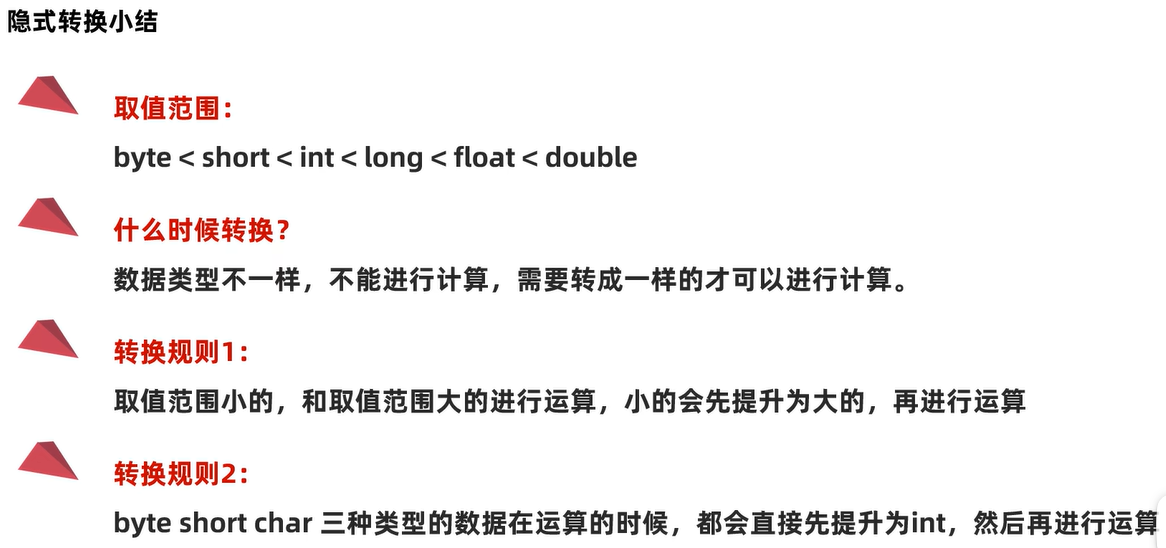 隐式转换小结
取值范围：
byte < short < int < long < float < double
什么时候转换？
数据类型不一样，不能进行计算，需要转成一样的才可以进行计算。
转换规则1：
取值范围小的，和取值范围大的进行运算，小的会先提升为大的，再进行运算
转换规则2：
byte short char 三种类型的数据在运算的时候，都会直接先提升为int，然后再进行运算